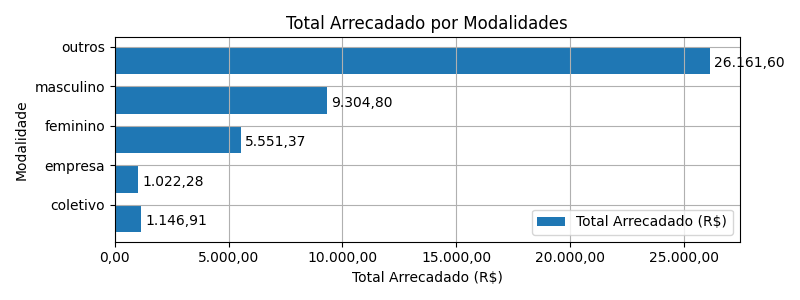 Total Arrecadado por Modalidades
outros
26.161,60
masculino
9.304,80
feminino
5.551,37
empresa
1.022,28
coletivo
1.146,91
Modalidade
Total Arrecadado (R$)
0,00 5.000,00 10.000,00 15.000,00 20.000,00 25.000,00
Total Arrecadado (R$)